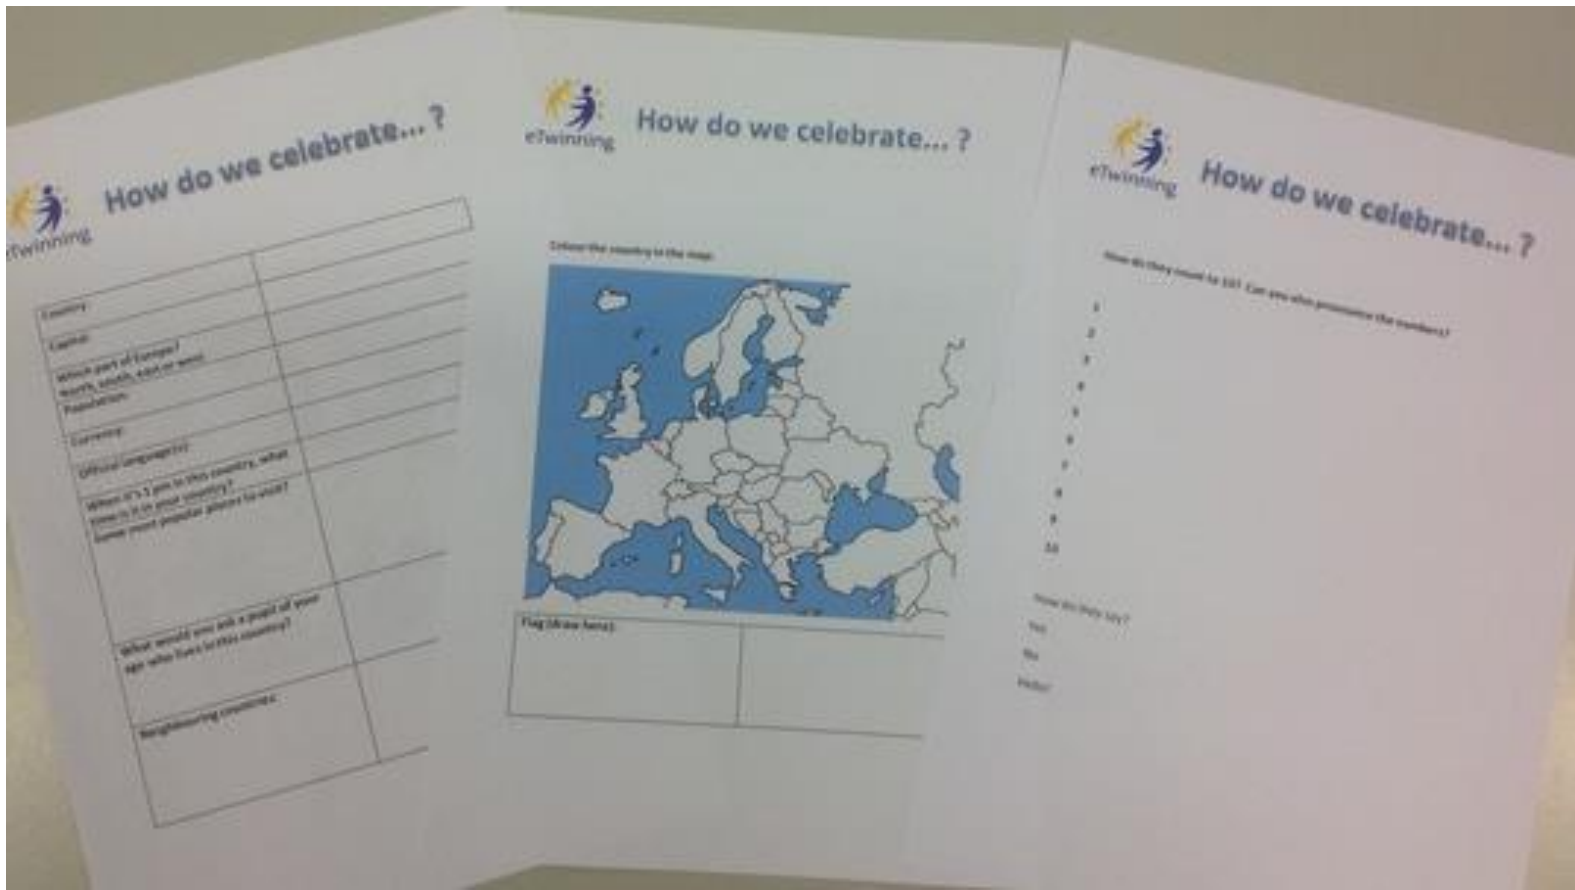 eTwinning
How do we celebrate... ?
Country:
Capital:
Which part of Europe?
North, south, east or west
Population:
Currency:
Official language(s)
When it's 1 pm in this country, what
time is it in your country?
Some most popular places to visit?
What would you ask a pupil of your
age who lives in this country?
Neighbouring countries:
eTwinning
How do we celebrate... ?
Colour the country in the map:
Flag (draw here):
eTwinning
How do we celebrate... ?
How do they count to 10? Can you also pronounce the numbers?
1
2
3
4
5
6
7
8
9
10
How do they say?
Yes
No
Hello!